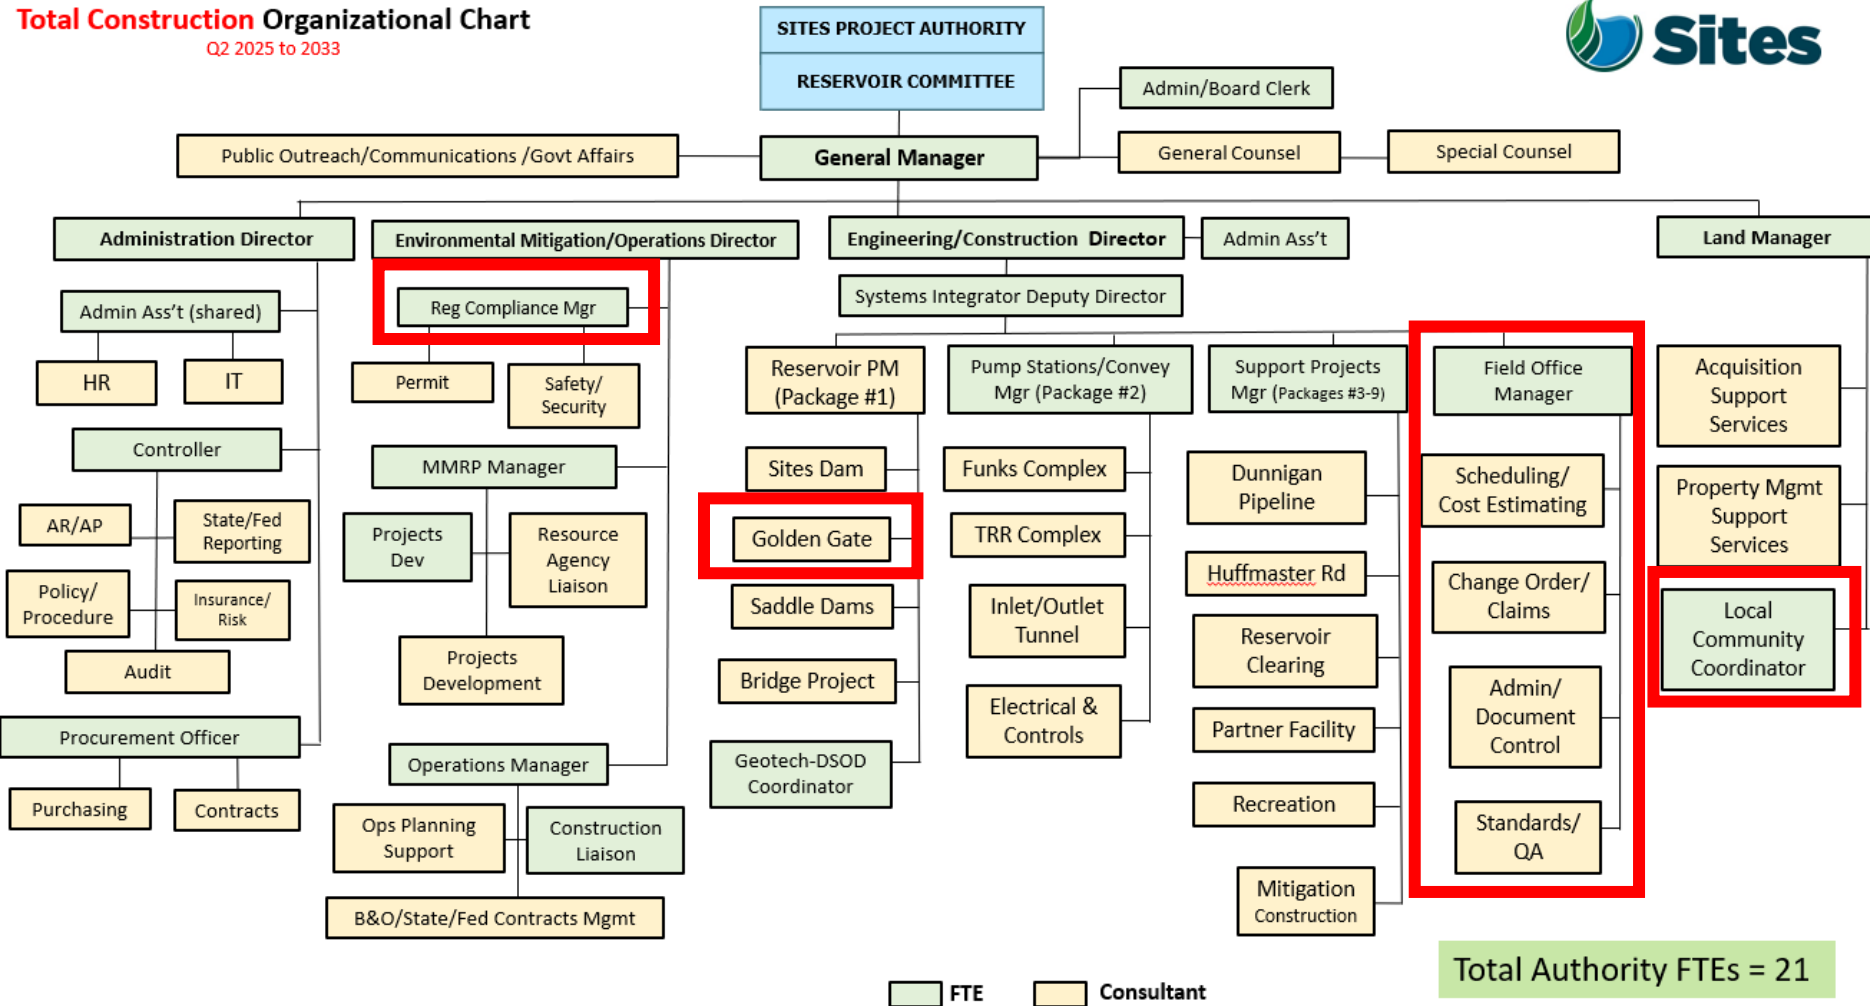 Total Construction Organizational Chart
Q2 2025 to 2033
SITES PROJECT AUTHORITY
RESERVOIR COMMITTEE
Sites
Admin/Board Clerk
Public Outreach/Communications /Govt Affairs
General Manager
General Counsel
Special Counsel
Administration Director
Environmental Mitigation/Operations Director
Engineering/Construction Director
Admin Ass't
Land Manager
Admin Ass't (shared)
HR
IT
Controller
AR/AP
State/Fed
Reporting
Policy/
Procedure
Insurance/
Risk
Audit
Procurement Officer
Purchasing
Contracts
Reg Compliance Mgr
Permit
Safety/
Security
MMRP Manager
Projects
Dev
Resource
Agency
Liaison
Projects
Development
Operations Manager
Ops Planning
Support
Construction
Liaison
B&O/State/Fed Contracts Mgmt
Systems Integrator Deputy Director
Reservoir PM
(Package #1)
Sites Dam
Golden Gate
Saddle Dams
Bridge Project
Geotech-DSOD
Coordinator
Pump Stations/Convey
Mgr (Package #2)
Funks Complex
TRR Complex
Inlet/Outlet
Tunnel
Electrical &
Controls
Support Projects
Mgr (Packages #3-9)
Dunnigan
Pipeline
Huffmaster Rd
Reservoir
Clearing
Partner Facility
Recreation
Mitigation
Construction
Field Office
Manager
Scheduling/
Cost Estimating
Change Order/
Claims
Admin/
Document
Control
Standards/
QA
Acquisition
Support
Services
Property Mgmt
Support
Services
Local
Community
Coordinator
Total Authority FTEs = 21
FTE
Consultant